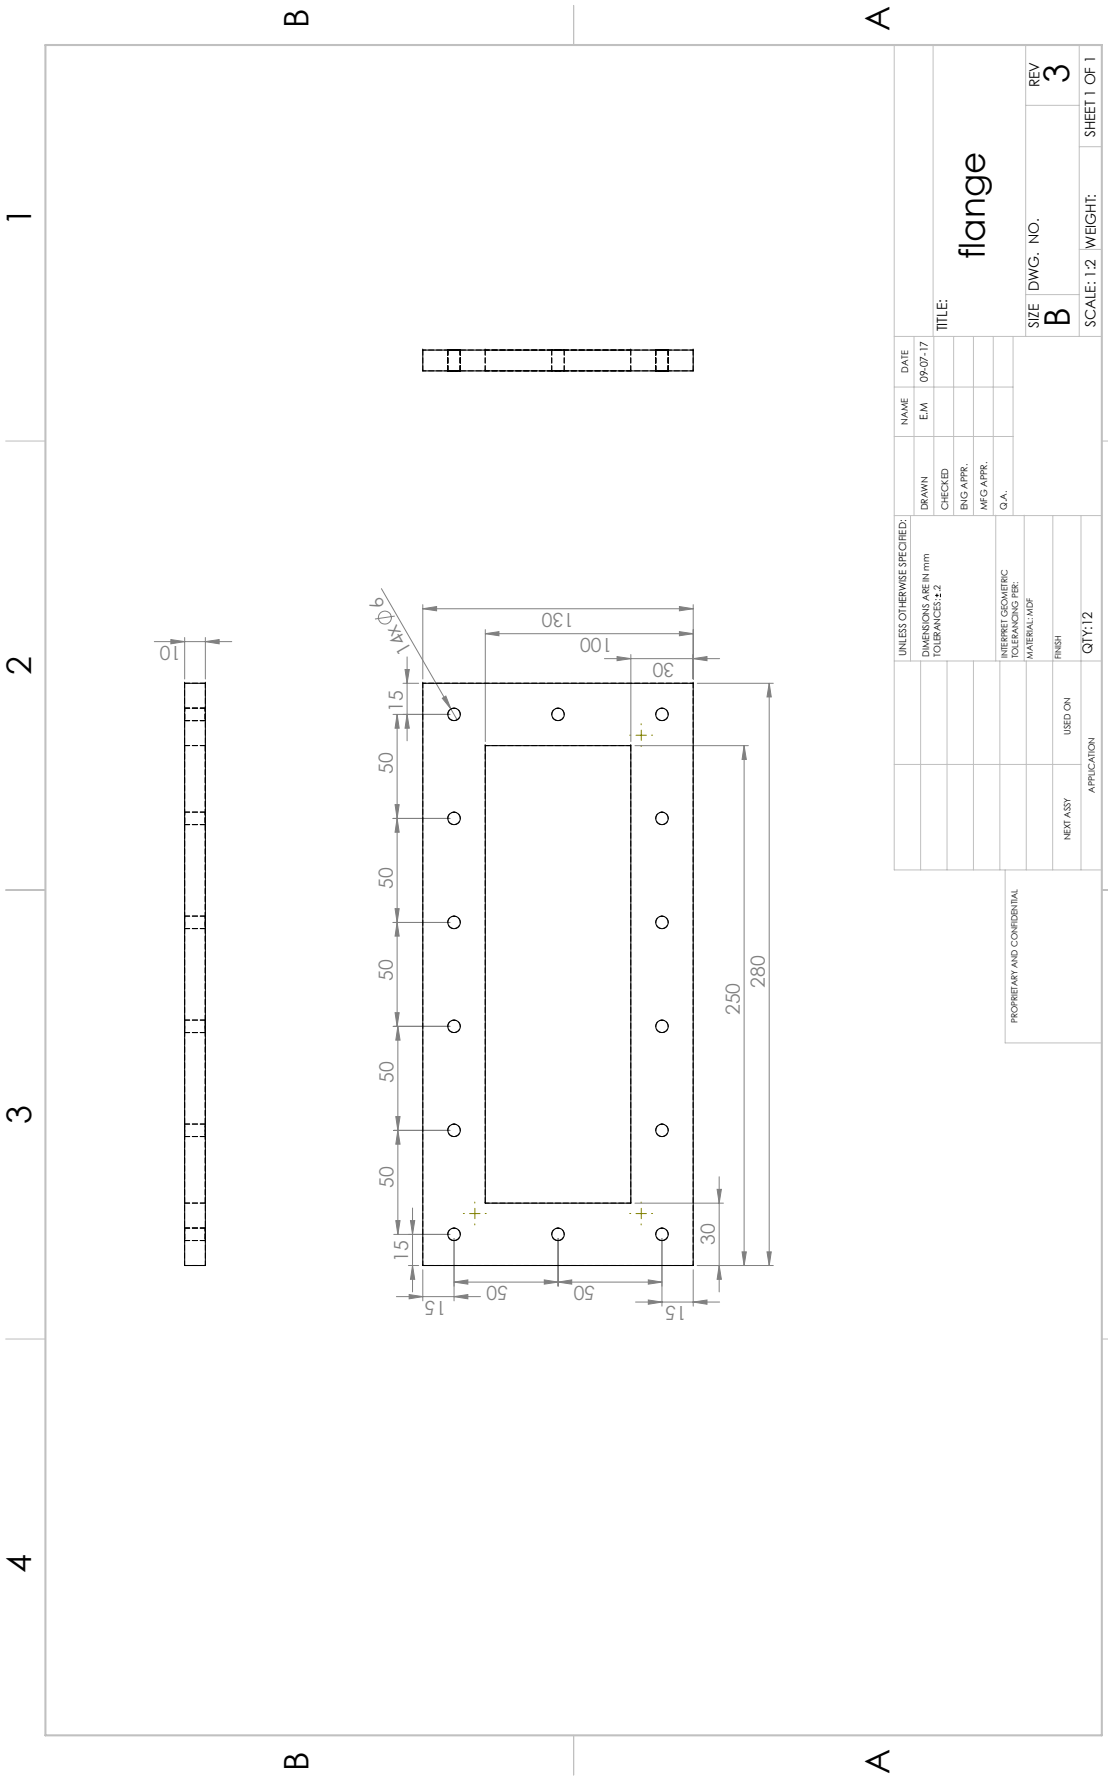 4
3
2
1
B
A
B
A
10
14x ∅6
15
50
50
50
50
50
15
15
50
50
15
130
100
30
30
250
280
PROPRIETARY AND CONFIDENTIAL
NEXT ASSY
USED ON
APPLICATION
UNLESS OTHERWISE SPECIFIED:
DIMENSIONS ARE IN mm
TOLERANCES:±.2
INTERPRET GEOMETRIC
TOLERANCING PER:
MATERIAL:MDF
FINISH
QTY:12
NAME
DATE
DRAWN
E.M
09-07-17
CHECKED
ENG APPR.
MFG APPR.
Q.A.
TITLE:
flange
SIZE
B
DWG. NO.
REV
3
SCALE: 1:2
WEIGHT:
SHEET 1 OF 1